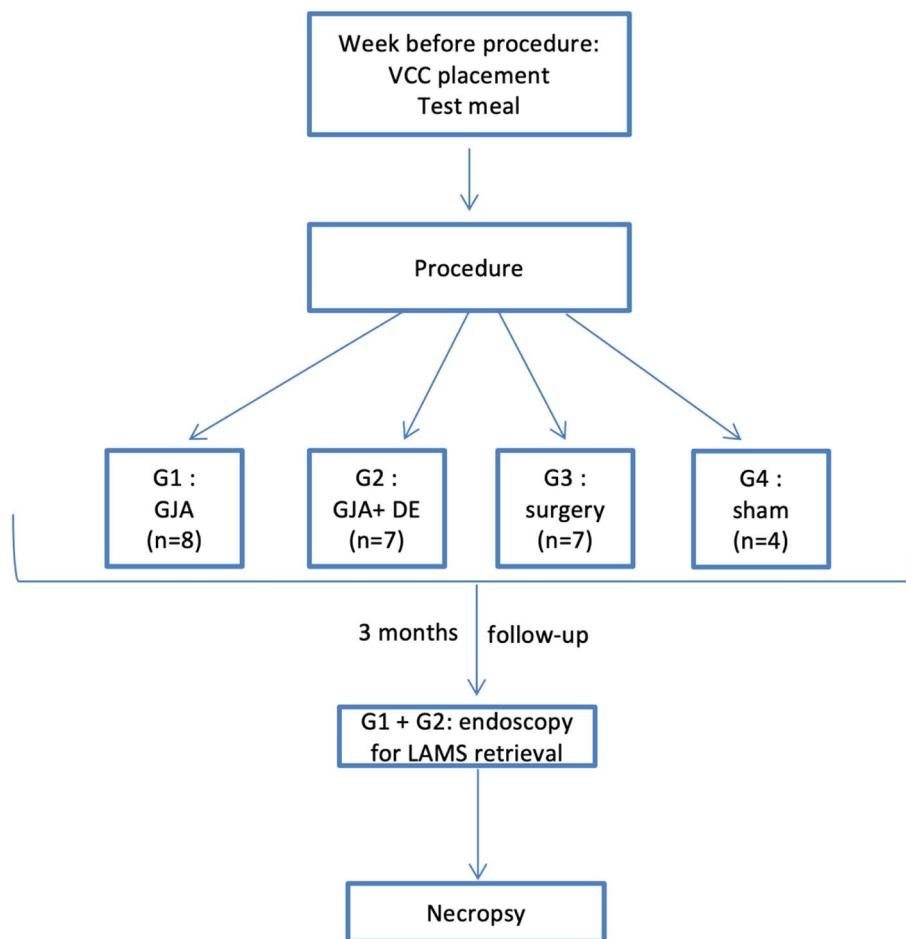 Week before procedure:
VCC placement
Test meal
Procedure
G1 :
GJA
(n=8)
G2 :
GJA+ DE
(n=7)
G3 :
surgery
(n=7)
G4 :
sham
(n=4)
3 months follow-up
G1 + G2: endoscopy
for LAMS retrieval
Necropsy